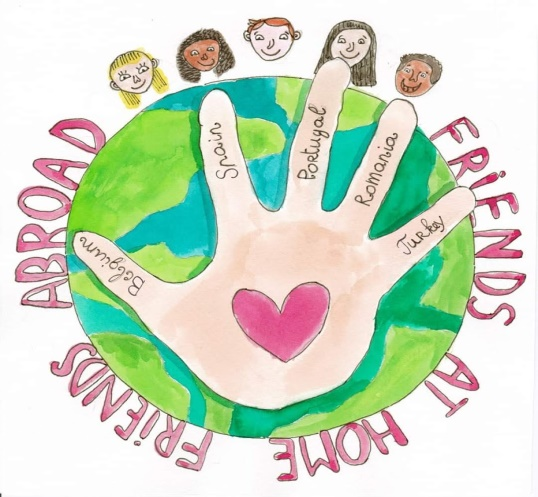 FRiENDS ABROAD
FRiENDS AT HOME
Belgium
Spain
Portugal
Romania
Turkey